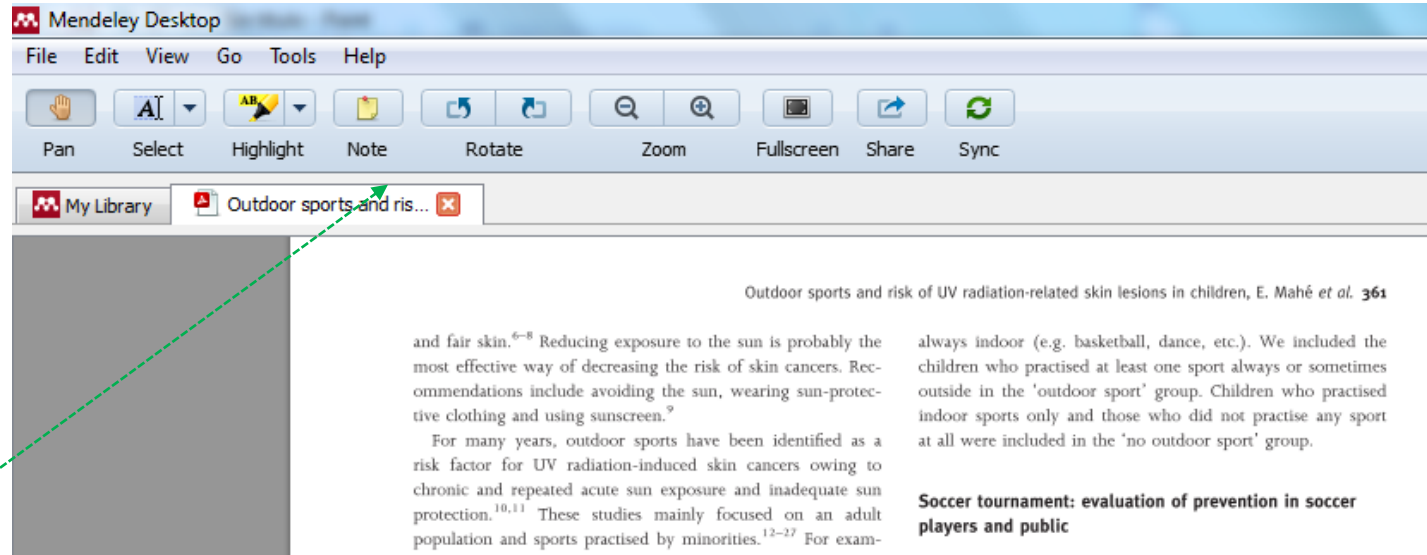 Mendeley Desktop
File Edit View Go Tools Help
Pan Select Highlight Note Rotate Zoom Fullscreen Share Sync
My Library Outdoor sports and ris...
Outdoor sports and risk of UV radiation-related skin lesions in children, E. Mahé et al. 361
and fair skin.6–8 Reducing exposure to the sun is probably the
most effective way of decreasing the risk of skin cancers. Rec-
ommendations include avoiding the sun, wearing sun-protec-
tive clothing and using sunscreen.9
For many years, outdoor sports have been identified as a
risk factor for UV radiation-induced skin cancers owing to
chronic and repeated acute sun exposure and inadequate sun
protection.10,11 These studies mainly focused on an adult
population and sports practised by minorities.12–27 For exam-
always indoor (e.g. basketball, dance, etc.). We included the
children who practised at least one sport always or sometimes
outside in the 'outdoor sport' group. Children who practised
indoor sports only and those who did not practise any sport
at all were included in the 'no outdoor sport' group.
Soccer tournament: evaluation of prevention in soccer
players and public